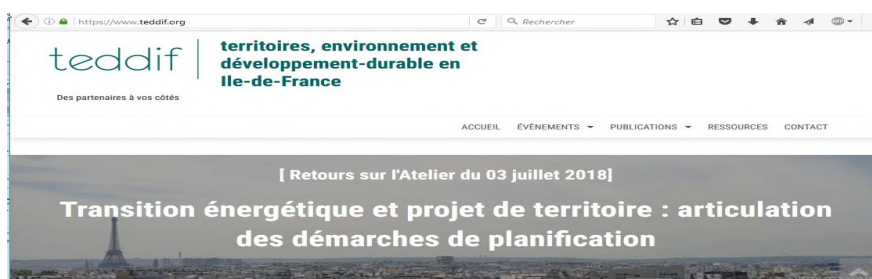 https://www.teddif.org
Rechercher
teddif
territoires, environnement et
développement-durable en
Ile-de-France
Des partenaires à vos côtés
ACCUEIL ÉVÈNEMENTS PUBLICATIONS RESSOURCES CONTACT
[ Retours sur l'Atelier du 03 juillet 2018]
Transition énergétique et projet de territoire : articulation
des démarches de planification